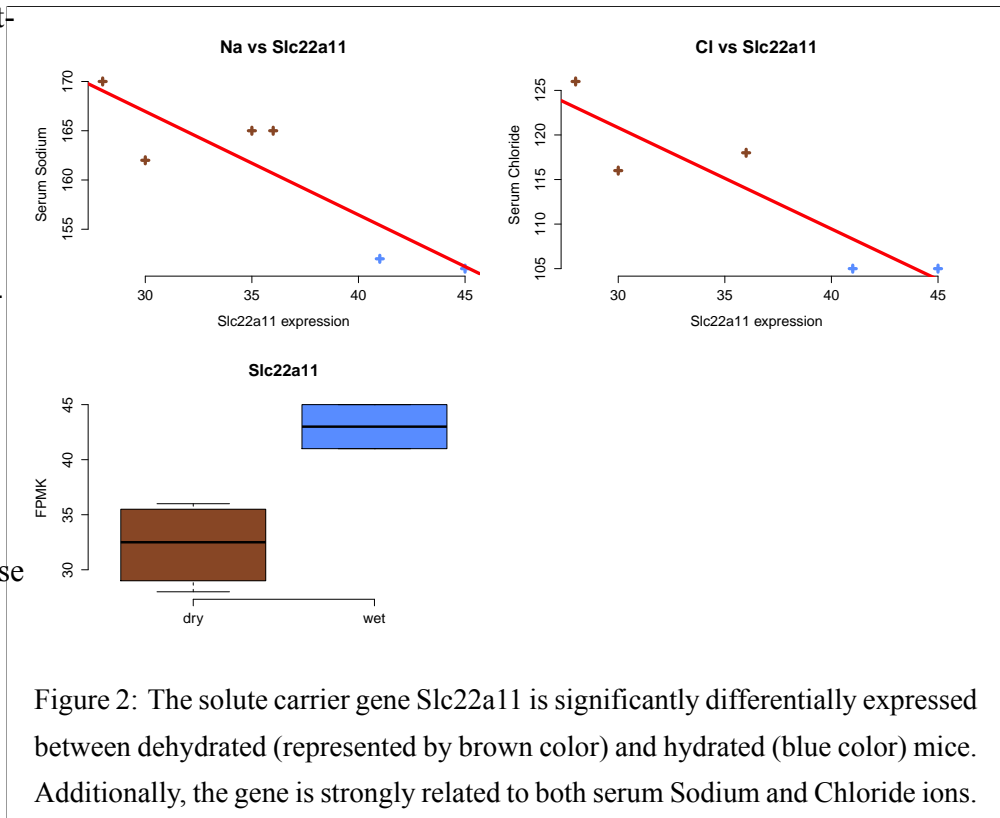 t-
se
Na vs Slc22a11
Serum Sodium
170
165
160
155
30 35 40 45
Slc22a11 expression
Cl vs Slc22a11
Serum Chloride
125
120
115
110
105
30 35 40 45
Slc22a11 expression
Slc22a11
FPMK
45
40
35
30
dry wet
Figure 2: The solute carrier gene Slc22a11 is significantly differentially expressed
between dehydrated (represented by brown color) and hydrated (blue color) mice.
Additionally, the gene is strongly related to both serum Sodium and Chloride ions.